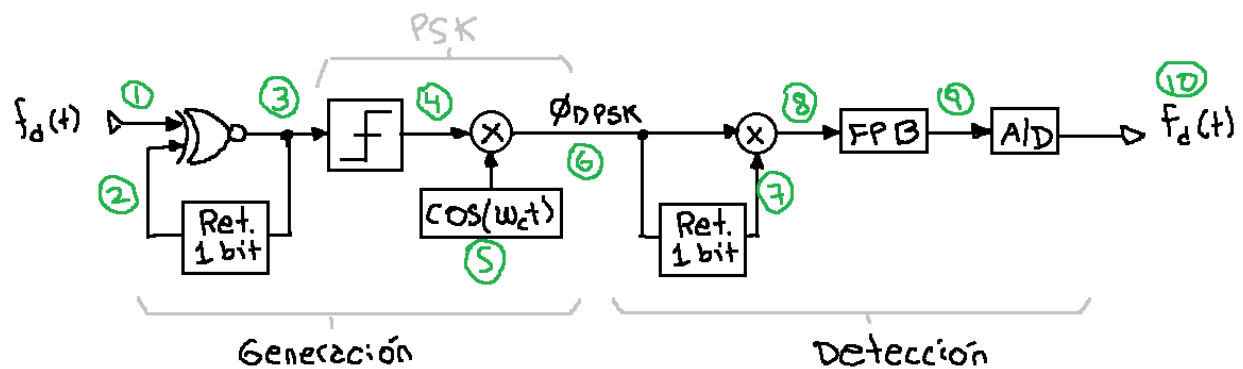 PSK
① ③ ④ ⑧ ⑨ ⑩
f_d(t) ϕ_DPSK × × FPB A/D f_d(t)
② ⑥ ⑦
Ret. 1 bit
cos(ω_c t)
⑤
Ret. 1 bit
Generación
Detección